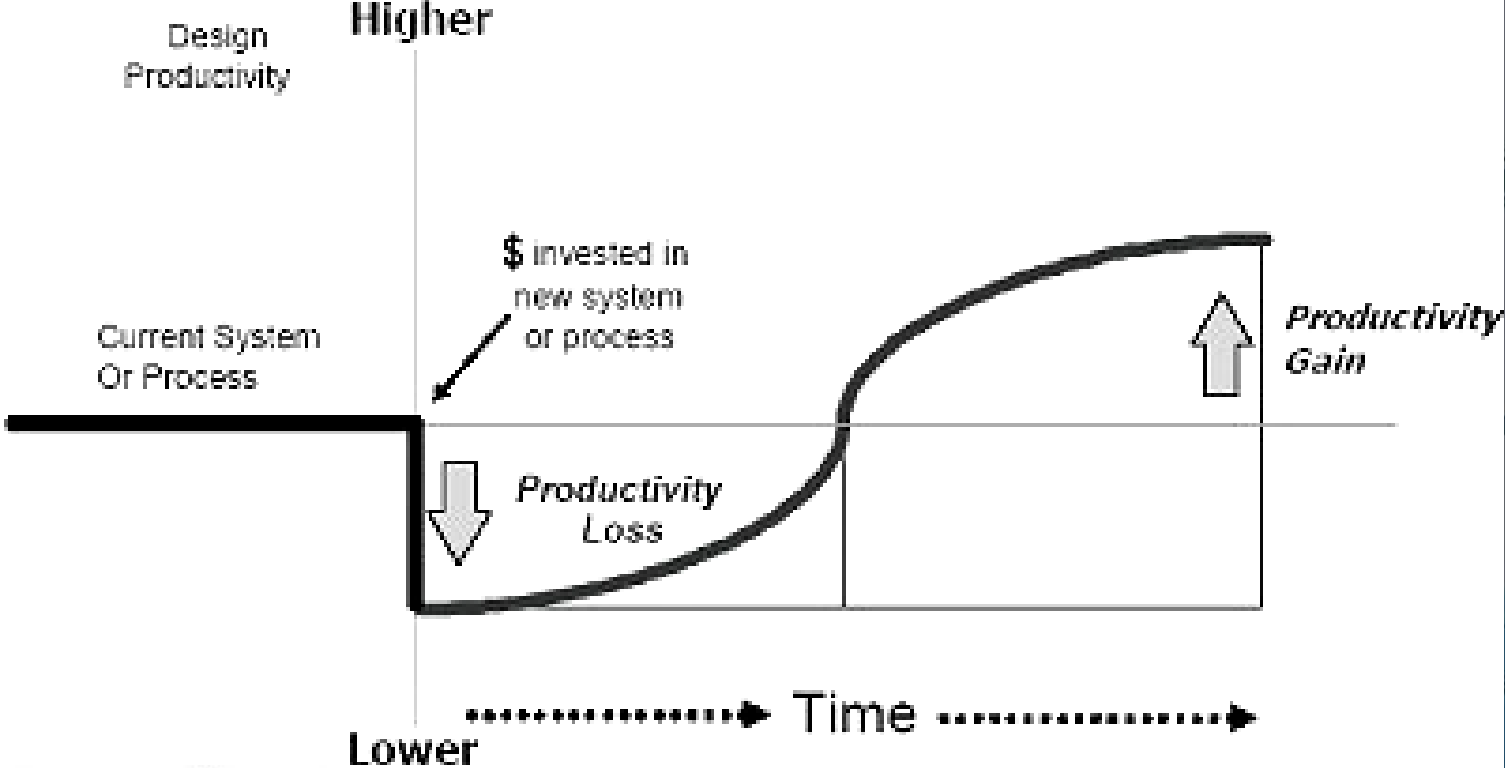 Higher
Design
Productivity
$ invested in
new system
or process
Current System
Or Process
Productivity
Gain
Productivity
Loss
Time
Lower